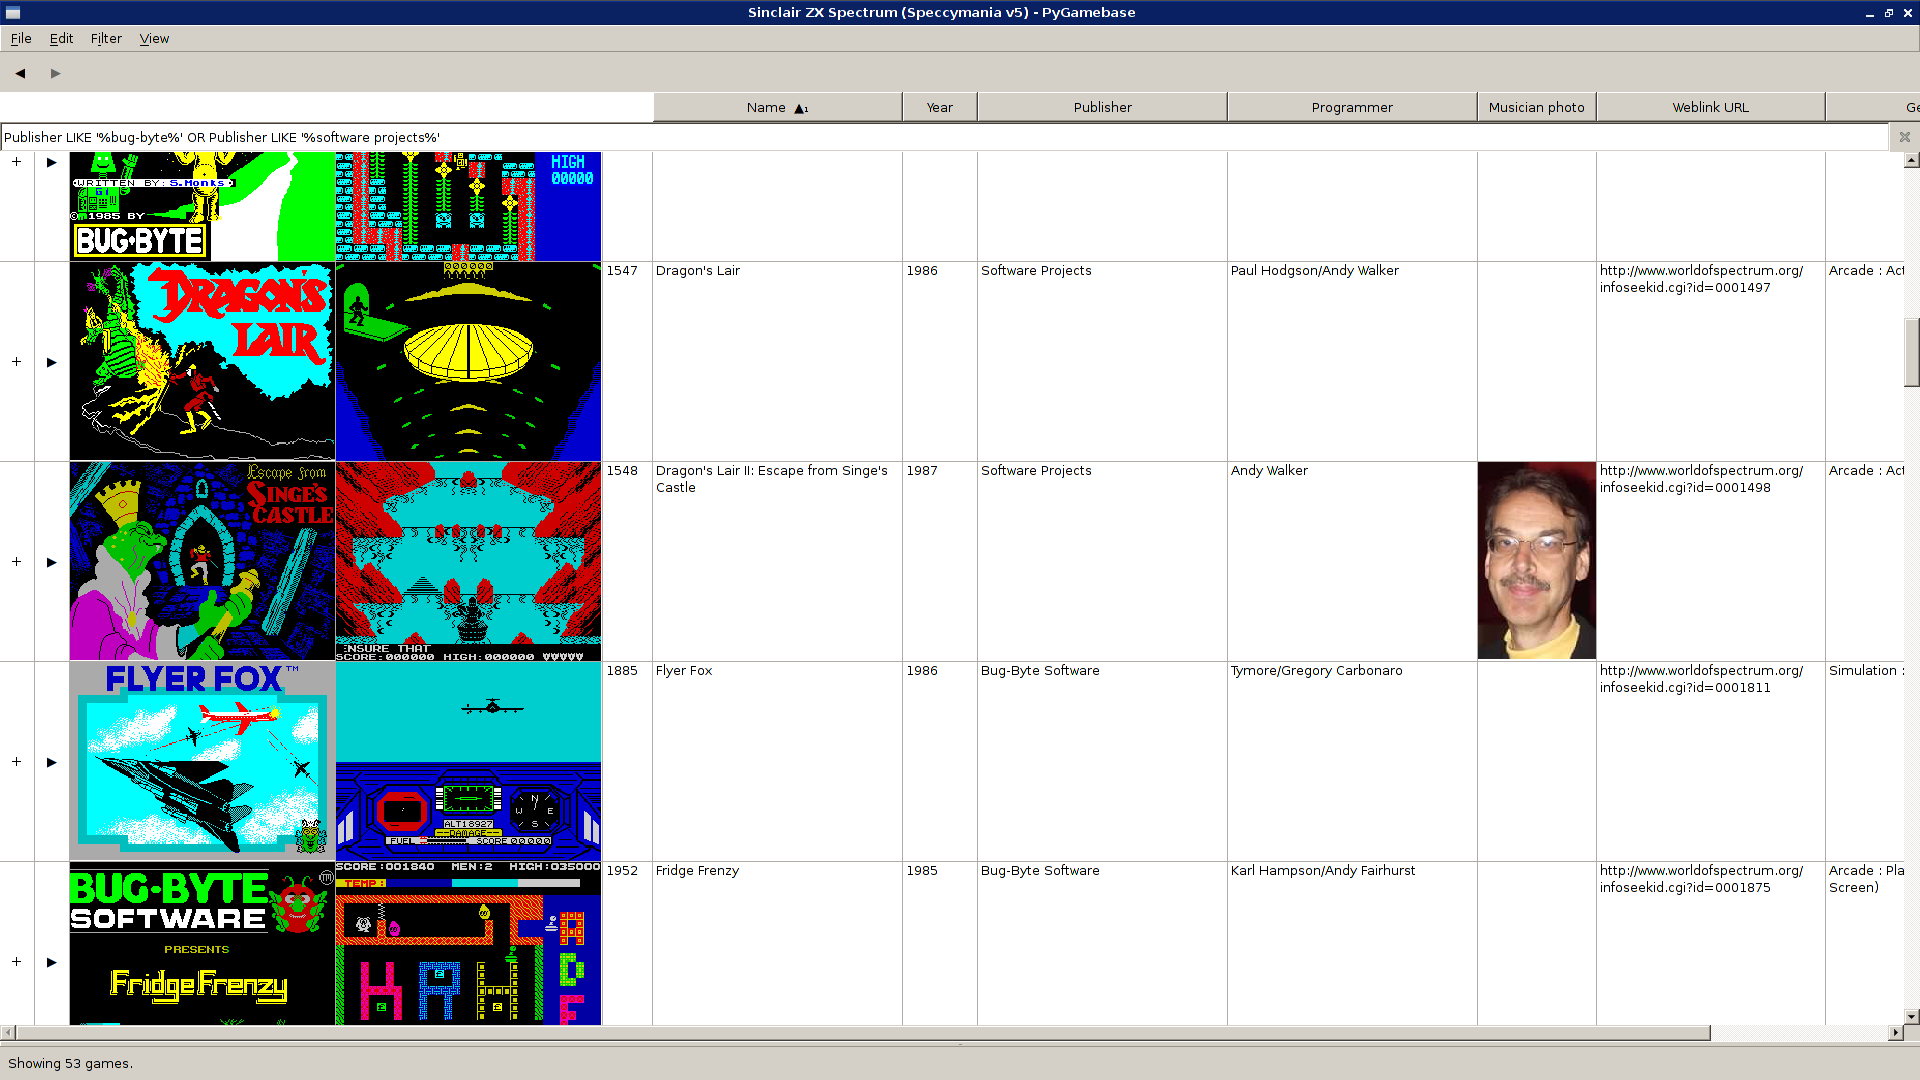 Sinclair ZX Spectrum (Speccymania v5) - PyGamebase
File Edit Filter View
Name Year Publisher Programmer Musician photo Weblink URL Ge
Publisher LIKE '%bug-byte%' OR Publisher LIKE '%software projects%'
WRITTEN BY: S.Monks
© 1985 BY
BUG-BYTE
HIGH
00000
DRAGON'S
LAIR
1547 Dragon's Lair 1986 Software Projects Paul Hodgson/Andy Walker http://www.worldofspectrum.org/ Arcade : Act
infoseekid.cgi?id=0001497
Escape from
SINGE'S
CASTLE
ENSURE THAT
SCORE:000000 HIGH:000000
1548 Dragon's Lair II: Escape from Singe's 1987 Software Projects Andy Walker http://www.worldofspectrum.org/ Arcade : Act
Castle infoseekid.cgi?id=0001498
FLYER FOX™
N
W E
S
ALT18927
--DAMAGE--
FUEL SCORE 00000
1885 Flyer Fox 1986 Bug-Byte Software Tymore/Gregory Carbonaro http://www.worldofspectrum.org/ Simulation :
infoseekid.cgi?id=0001811
BUG-BYTE TM
SOFTWARE
PRESENTS
Fridge Frenzy
SCORE:001840 MEN:2 HIGH:035000
TEMP:
1952 Fridge Frenzy 1985 Bug-Byte Software Karl Hampson/Andy Fairhurst http://www.worldofspectrum.org/ Arcade : Pla
infoseekid.cgi?id=0001875 Screen)
Showing 53 games.